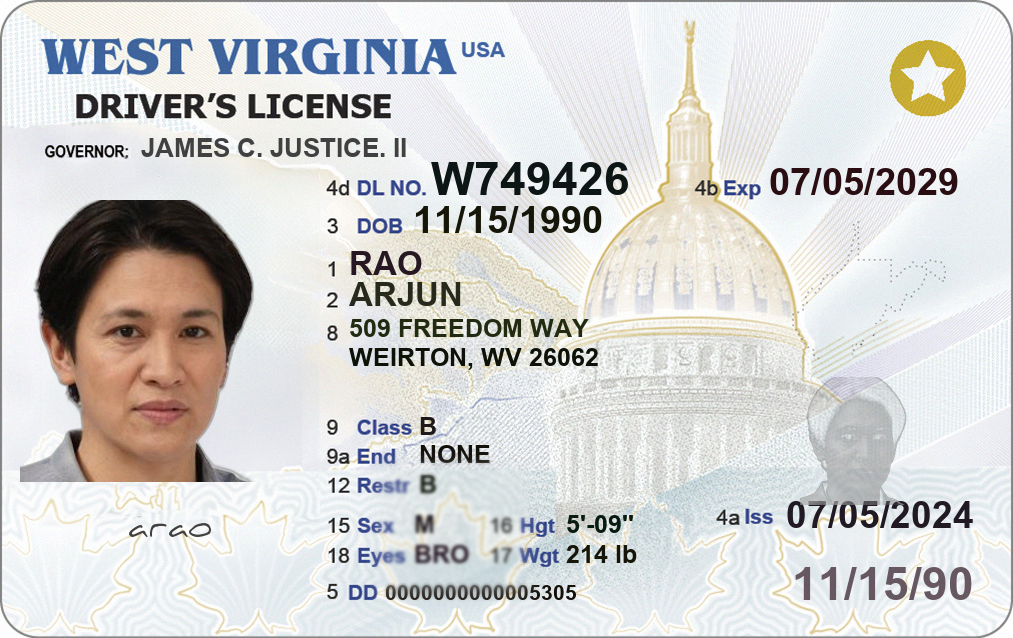 WEST VIRGINIA USA
DRIVER'S LICENSE
GOVERNOR: JAMES C. JUSTICE. II
4d DL NO. W749426 4b Exp 07/05/2029
3 DOB 11/15/1990
1 RAO
2 ARJUN
8 509 FREEDOM WAY
WEIRTON, WV 26062
9 Class B
9a End NONE
12 Restr B
15 Sex M 16 Hgt 5'-09" 4a Iss 07/05/2024
arao
18 Eyes BRO 17 Wgt 214 lb
5 DD 0000000000005305 11/15/90